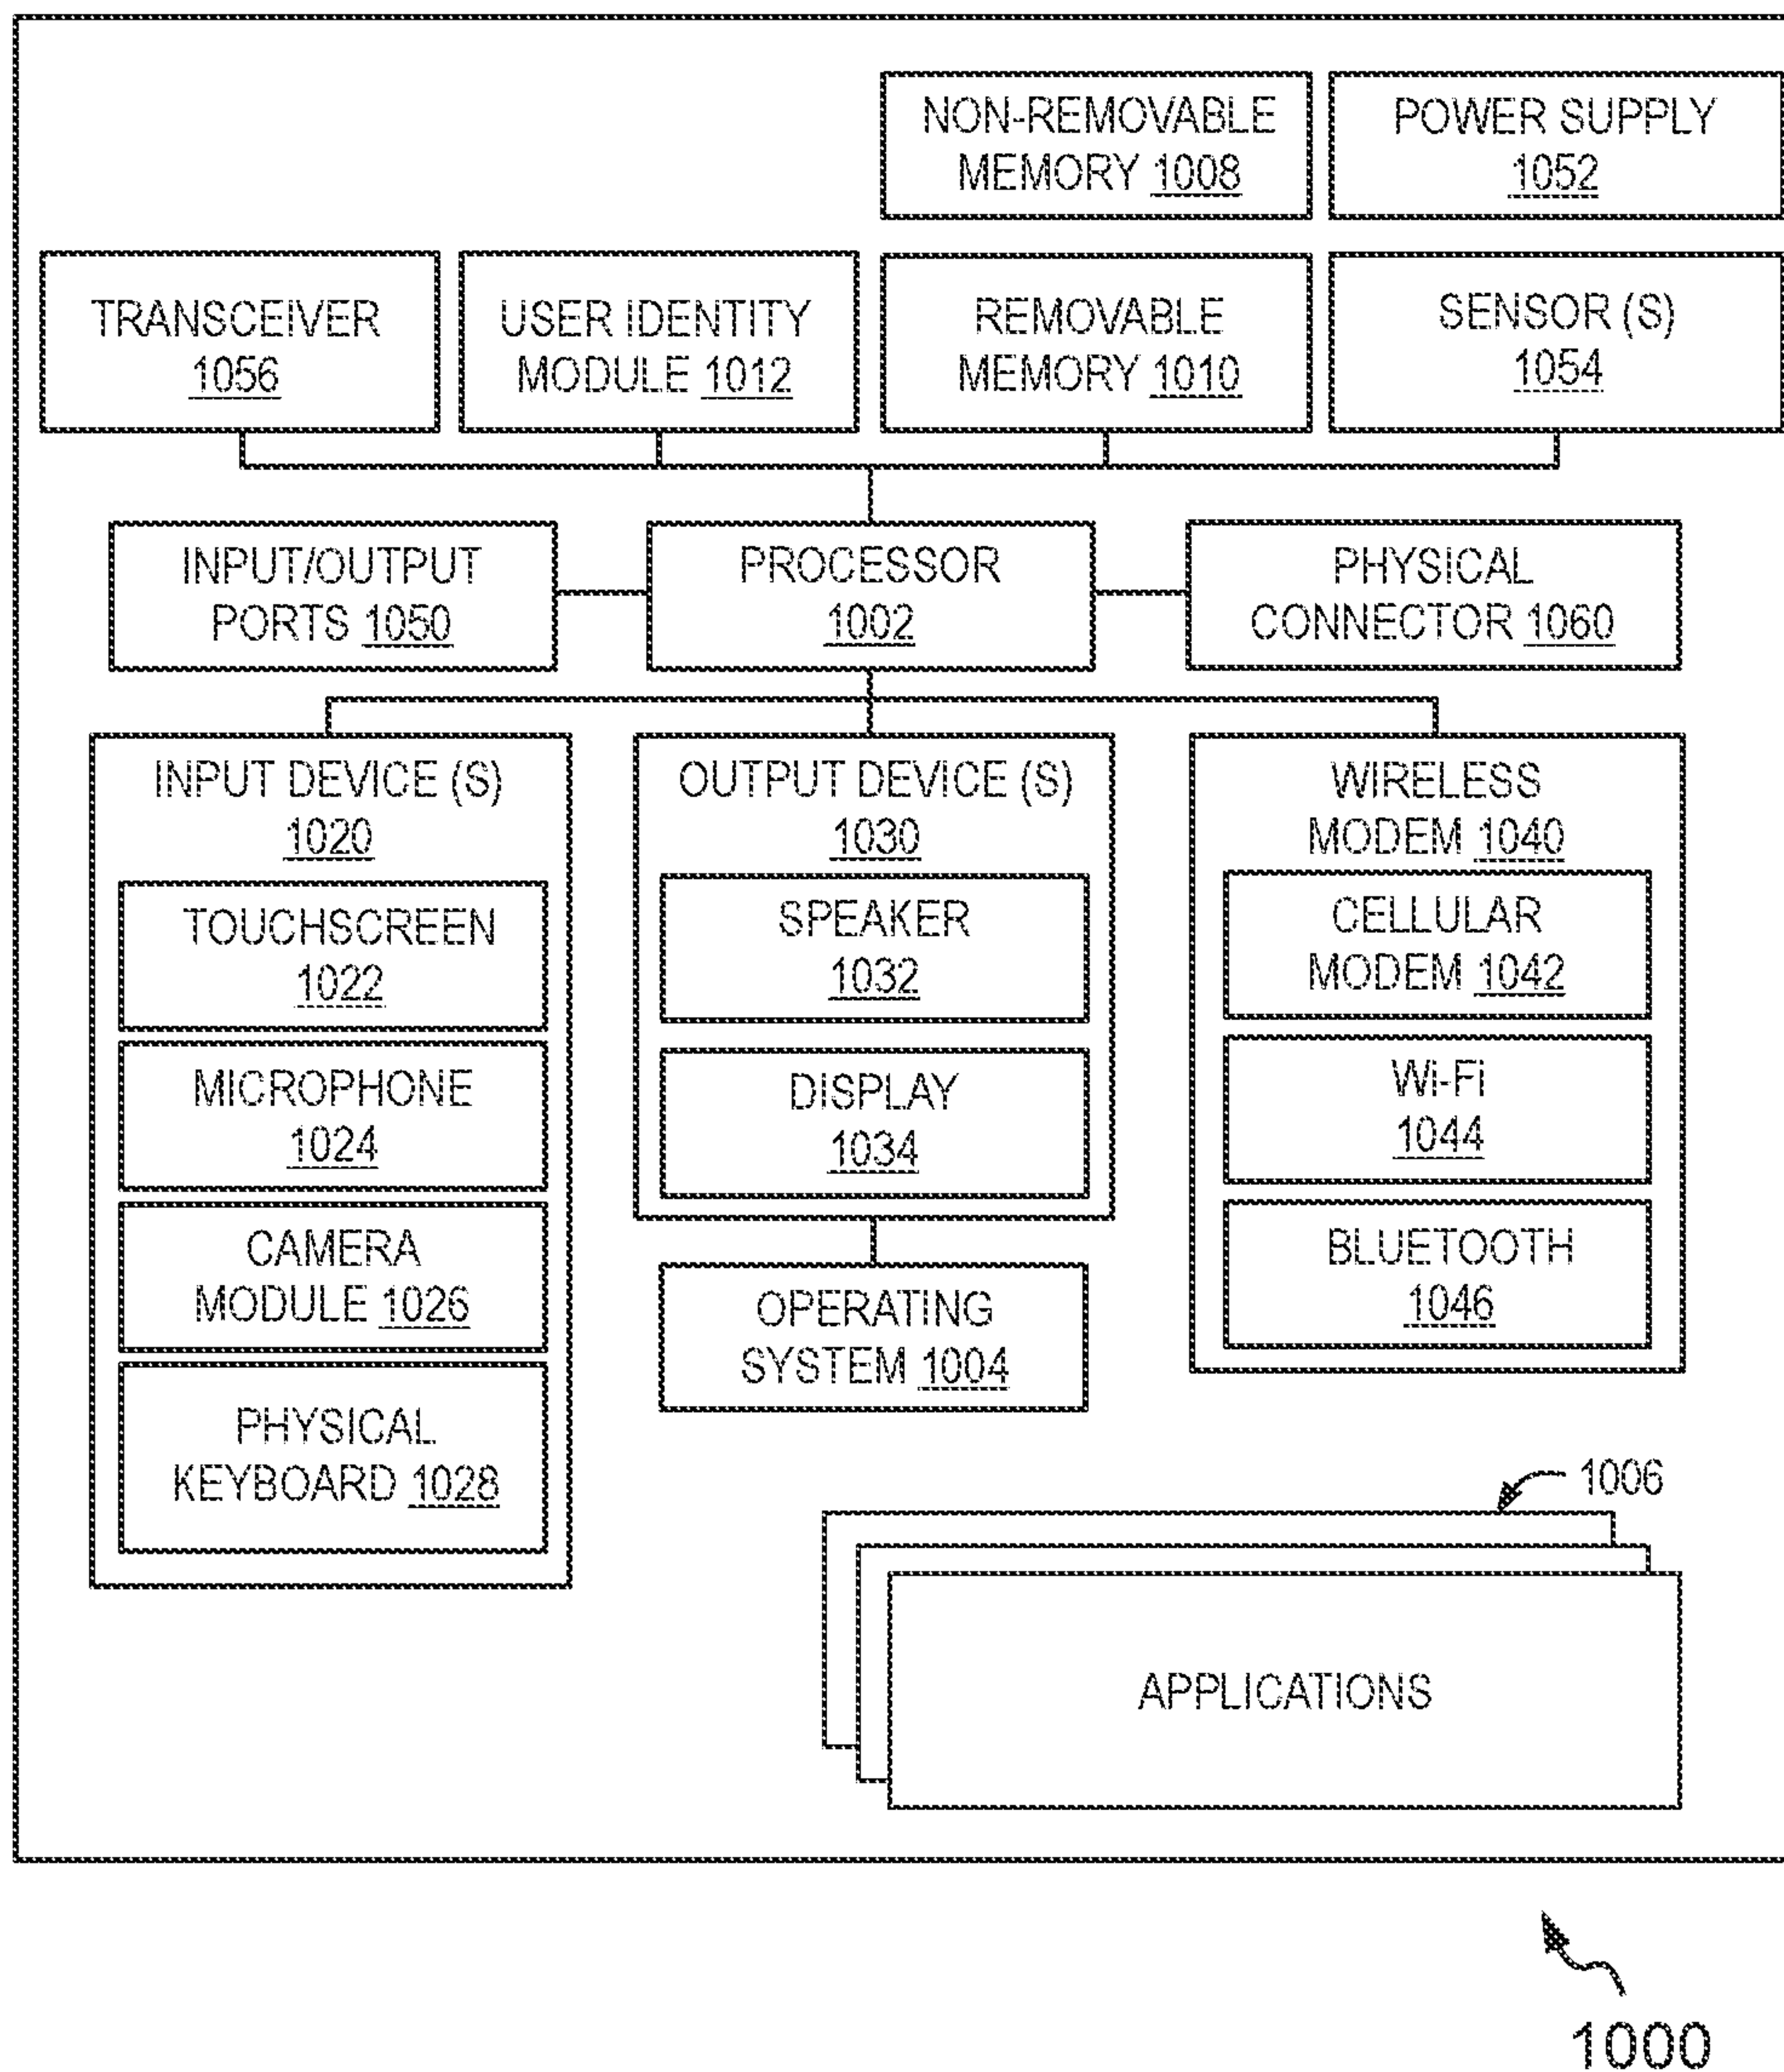 NON-REMOVABLE
MEMORY 1008
POWER SUPPLY
1052
TRANSCEIVER
1056
USER IDENTITY
MODULE 1012
REMOVABLE
MEMORY 1010
SENSOR (S)
1054
INPUT/OUTPUT
PORTS 1050
PROCESSOR
1002
PHYSICAL
CONNECTOR 1060
INPUT DEVICE (S)
1020
TOUCHSCREEN
1022
MICROPHONE
1024
CAMERA
MODULE 1026
PHYSICAL
KEYBOARD 1028
OUTPUT DEVICE (S)
1030
SPEAKER
1032
DISPLAY
1034
OPERATING
SYSTEM 1004
WIRELESS
MODEM 1040
CELLULAR
MODEM 1042
Wi-Fi
1044
BLUETOOTH
1046
1006
APPLICATIONS
1000